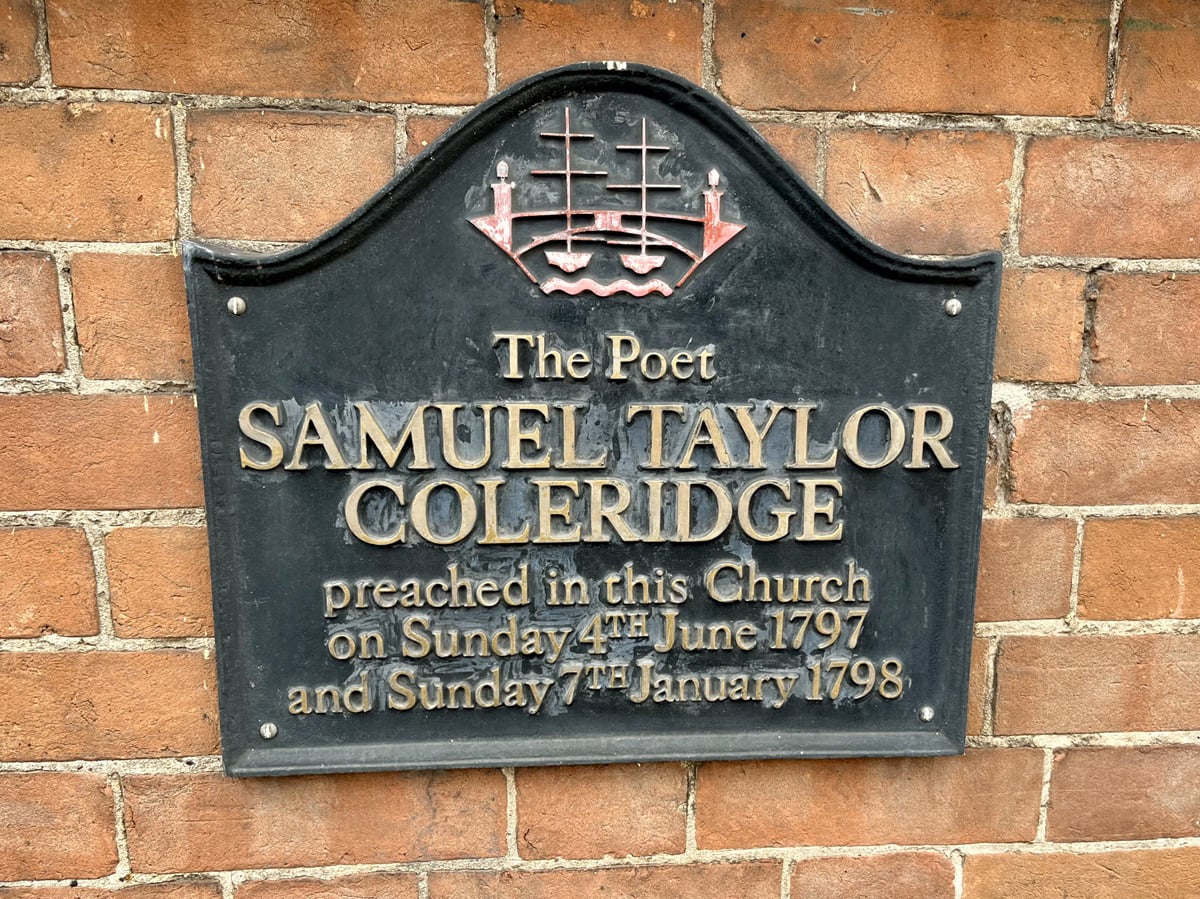 The Poet
SAMUEL TAYLOR
COLERIDGE
preached in this Church
on Sunday 4TH June 1797
and Sunday 7TH January 1798